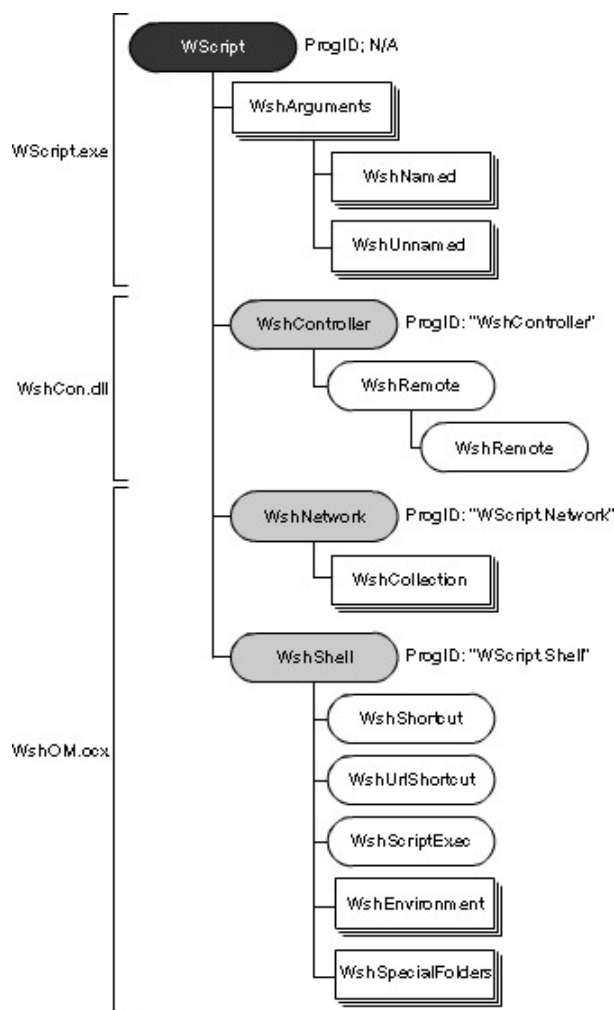 WScript ProgID; N/A
WshArguments
WScript.exe
WshNamed
WshUnnamed
WshController ProgID: "WshController"
WshCon.dll
WshRemote
WshRemote
WshNetwork ProgID: "WScript.Network"
WshCollection
WshShell ProgID: "WScript.Shell"
WshShortcut
WshOM.ocx
WshUrlShortcut
WshScriptExec
WshEnvironment
WshSpecialFolders